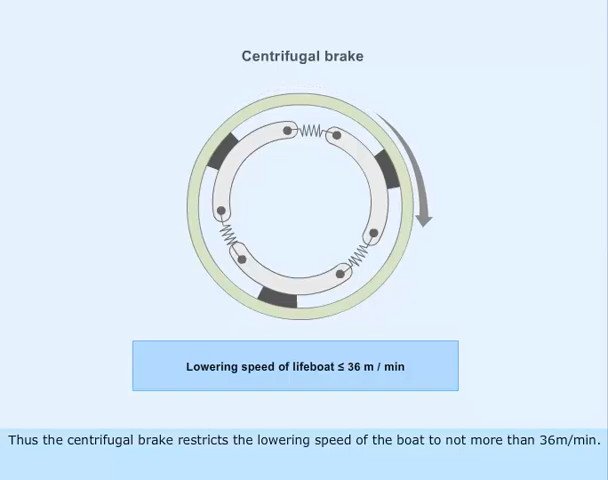 Centrifugal brake
Lowering speed of lifeboat ≤ 36 m / min
Thus the centrifugal brake restricts the lowering speed of the boat to not more than 36m/min.